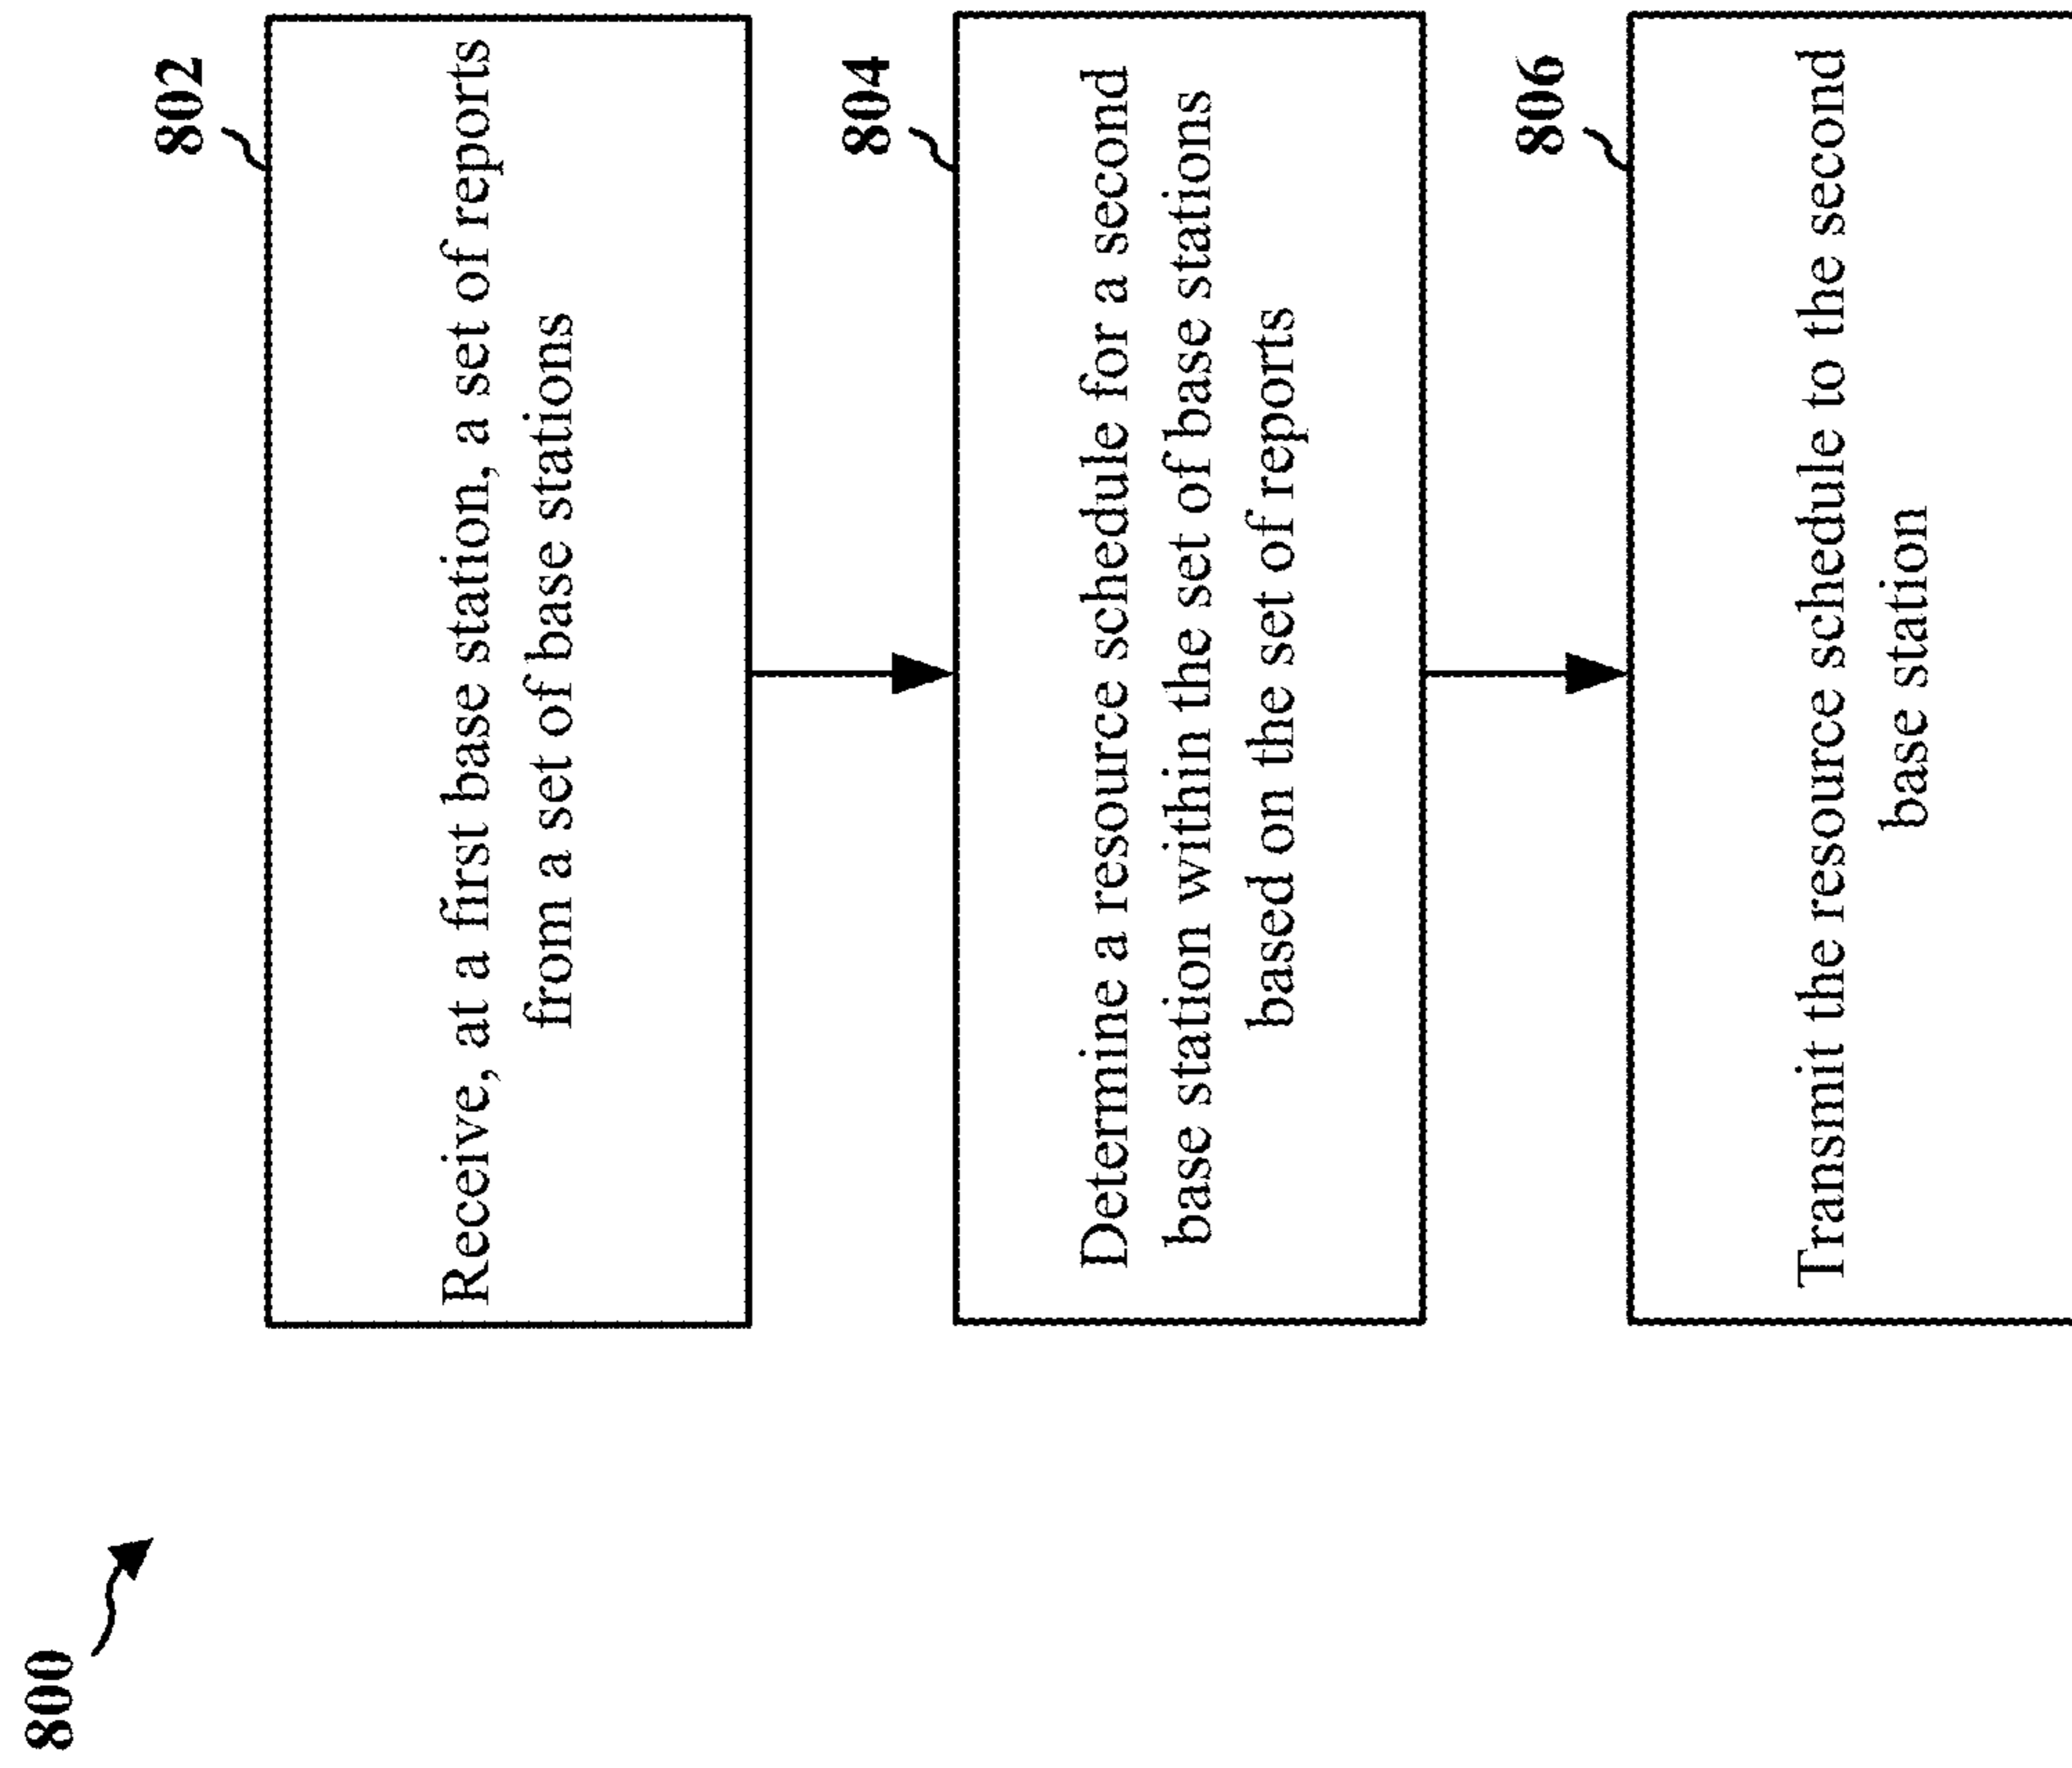 800
802
Receive, at a first base station, a set of reports
from a set of base stations
804
Determine a resource schedule for a second
base station within the set of base stations
based on the set of reports
806
Transmit the resource schedule to the second
base station